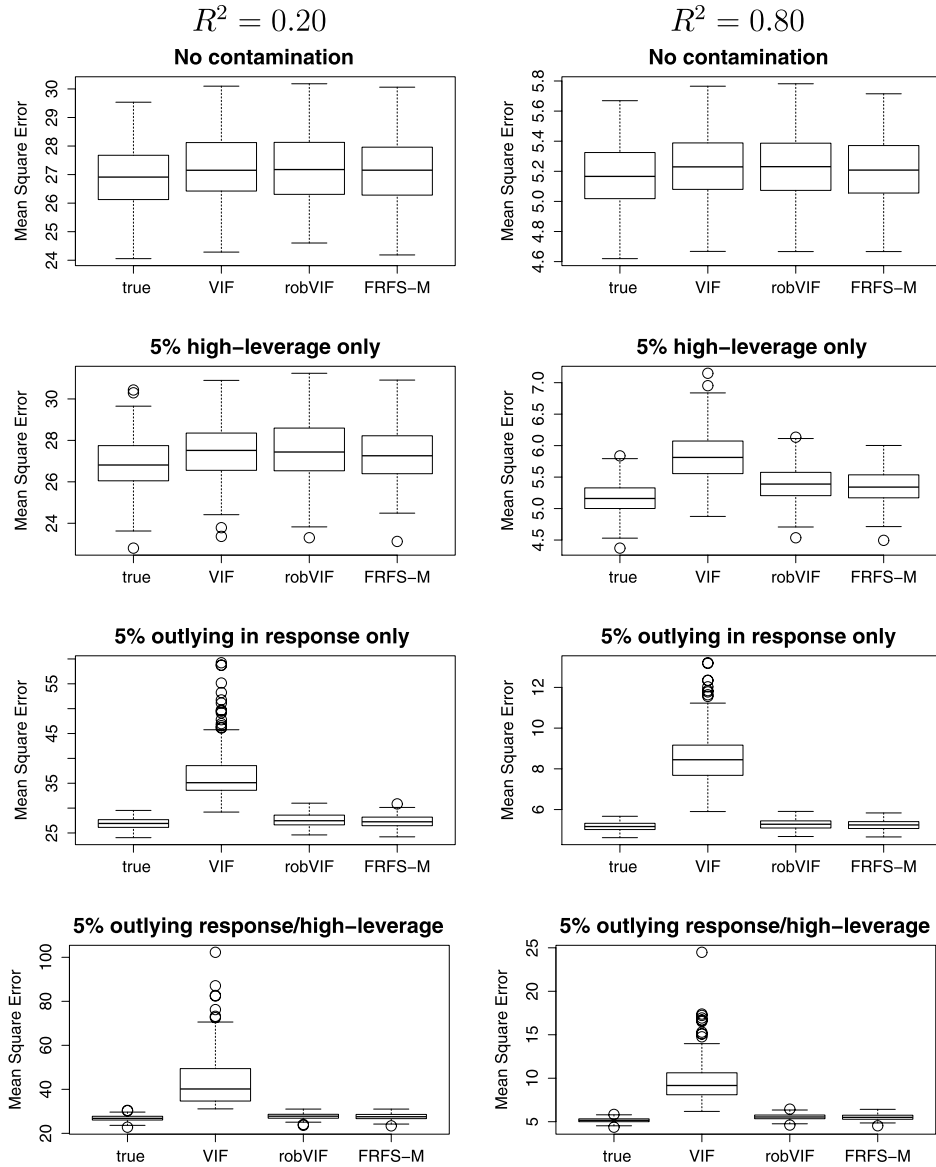 R² = 0.20
R² = 0.80
No contamination
No contamination
Mean Square Error
24 25 26 27 28 29 30
true VIF robVIF FRFS-M
Mean Square Error
4.6 4.8 5.0 5.2 5.4 5.6 5.8
true VIF robVIF FRFS-M
5% high-leverage only
5% high-leverage only
Mean Square Error
24 26 28 30
true VIF robVIF FRFS-M
Mean Square Error
4.5 5.0 5.5 6.0 6.5 7.0
true VIF robVIF FRFS-M
5% outlying in response only
5% outlying in response only
Mean Square Error
25 35 45 55
true VIF robVIF FRFS-M
Mean Square Error
6 8 10 12
true VIF robVIF FRFS-M
5% outlying response/high-leverage
5% outlying response/high-leverage
Mean Square Error
20 40 60 80 100
true VIF robVIF FRFS-M
Mean Square Error
5 10 15 20 25
true VIF robVIF FRFS-M